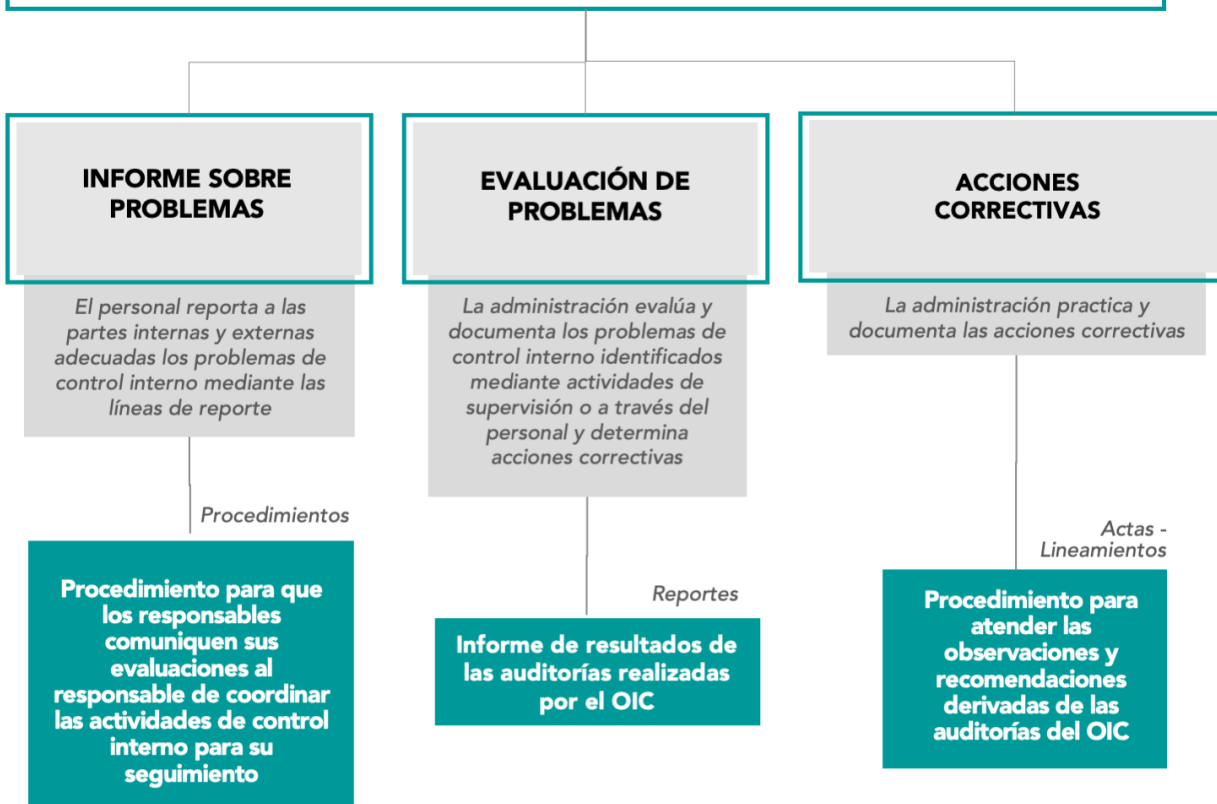 INFORME SOBRE
PROBLEMAS
El personal reporta a las
partes internas y externas
adecuadas los problemas de
control interno mediante las
líneas de reporte
Procedimientos
Procedimiento para que
los responsables
comuniquen sus
evaluaciones al
responsable de coordinar
las actividades de control
interno para su
seguimiento
EVALUACIÓN DE
PROBLEMAS
La administración evalúa y
documenta los problemas de
control interno identificados
mediante actividades de
supervisión o a través del
personal y determina
acciones correctivas
Reportes
Informe de resultados de
las auditorías realizadas
por el OIC
ACCIONES
CORRECTIVAS
La administración practica y
documenta las acciones correctivas
Actas -
Lineamientos
Procedimiento para
atender las
observaciones y
recomendaciones
derivadas de las
auditorías del OIC